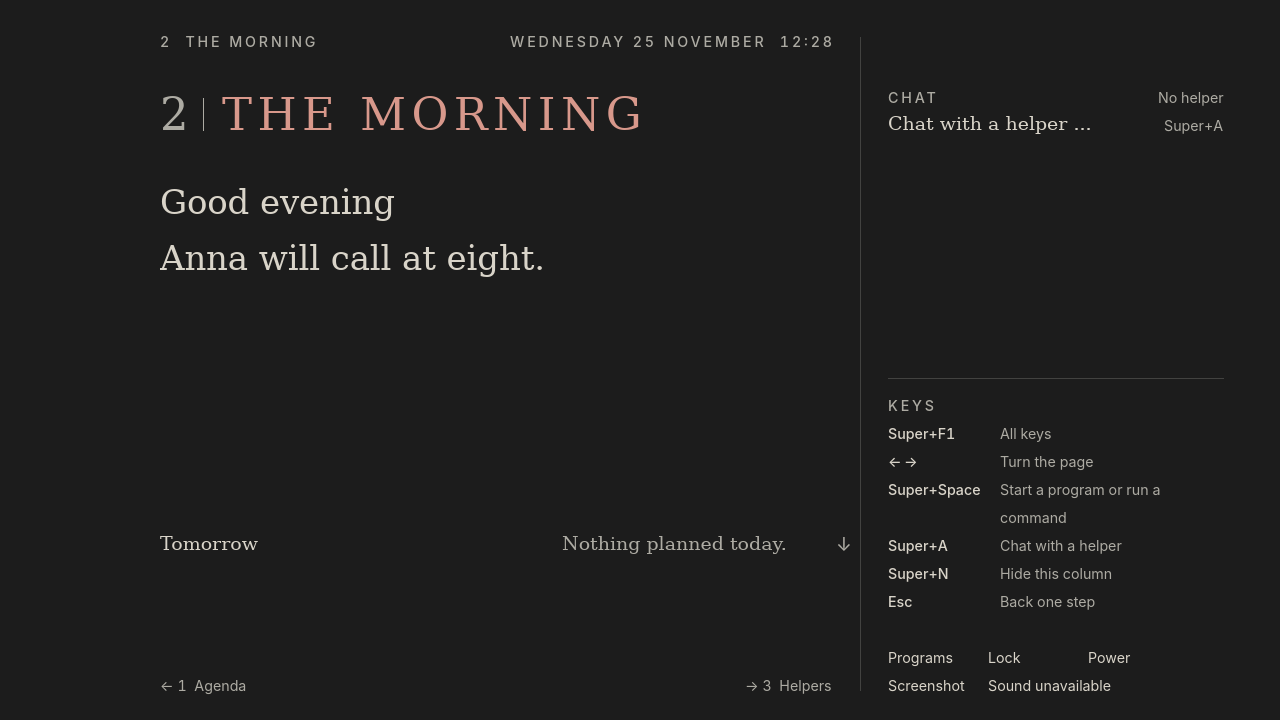 2 THE MORNING
WEDNESDAY 25 NOVEMBER 12:28
2 THE MORNING
Good evening
Anna will call at eight.
Tomorrow
Nothing planned today. ↓
← 1 Agenda
→ 3 Helpers
CHAT No helper
Chat with a helper ... Super+A
KEYS
Super+F1 All keys
← → Turn the page
Super+Space Start a program or run a
command
Super+A Chat with a helper
Super+N Hide this column
Esc Back one step
Programs Lock Power
Screenshot Sound unavailable